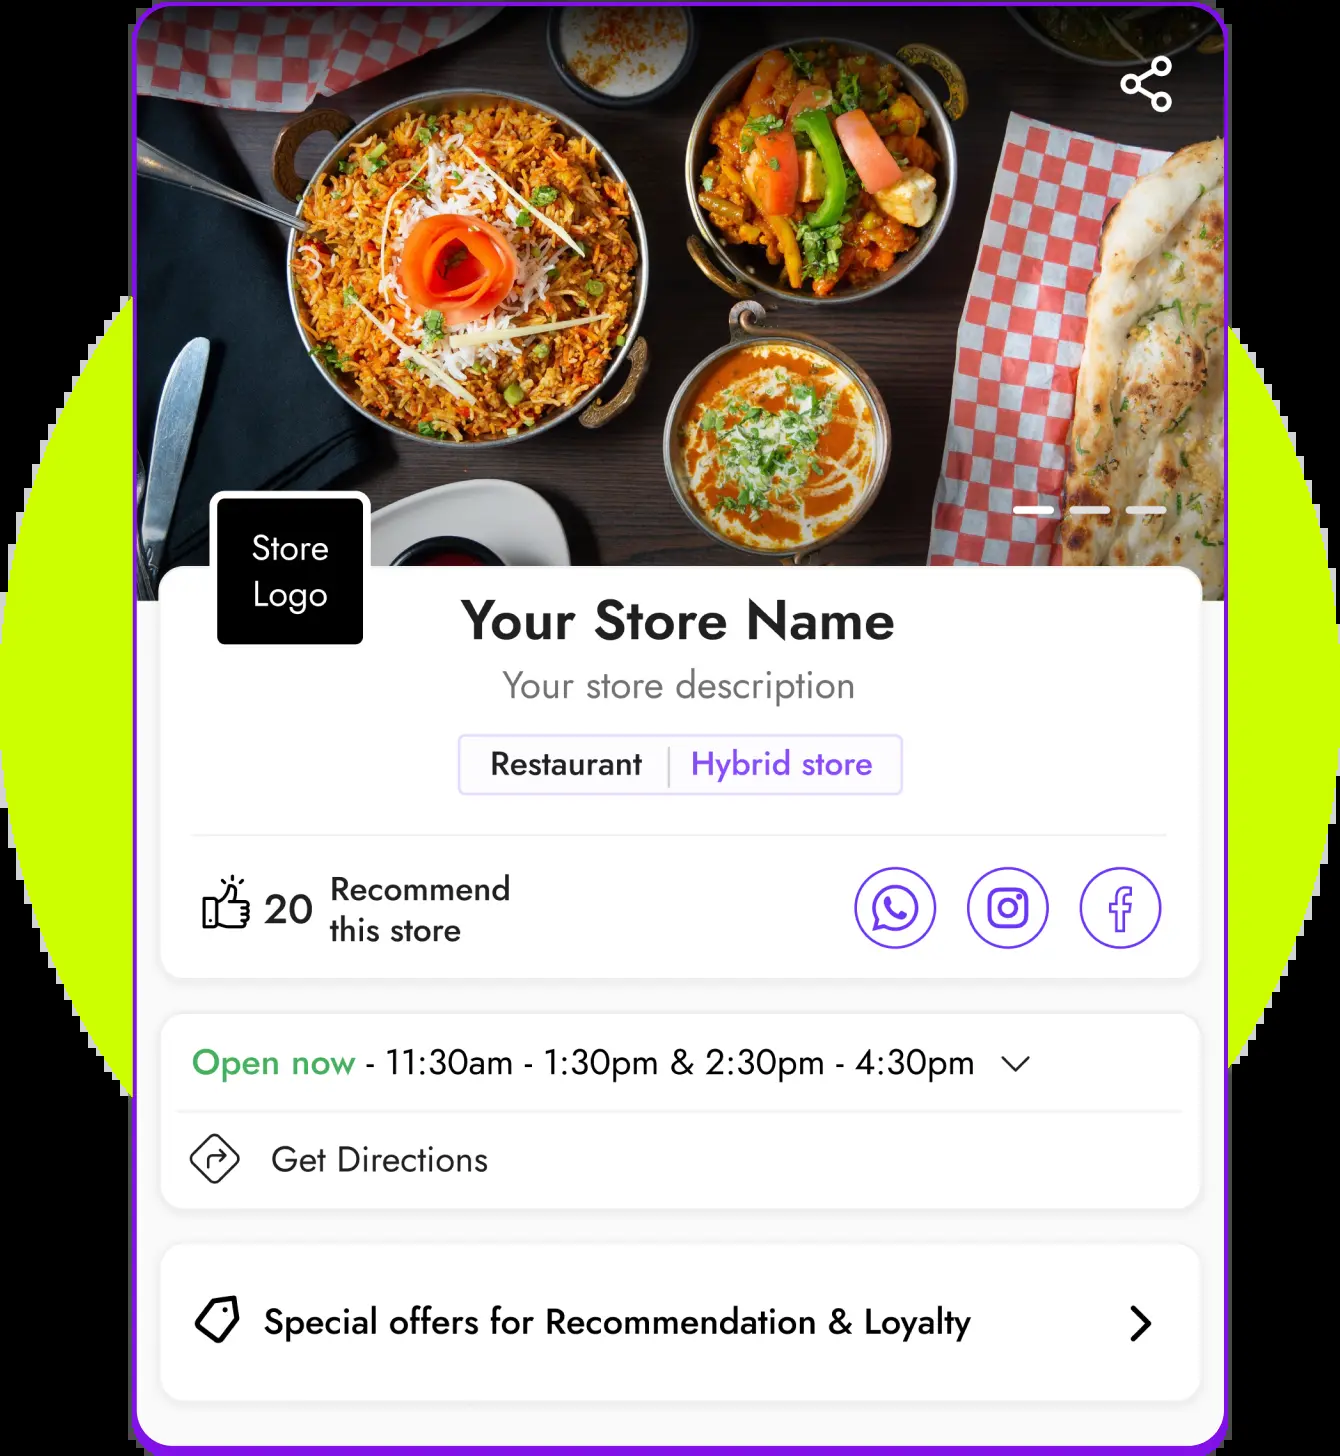 Store
Logo
Your Store Name
Your store description
Restaurant | Hybrid store
20 Recommend
this store
Open now - 11:30am - 1:30pm & 2:30pm - 4:30pm
Get Directions
Special offers for Recommendation & Loyalty